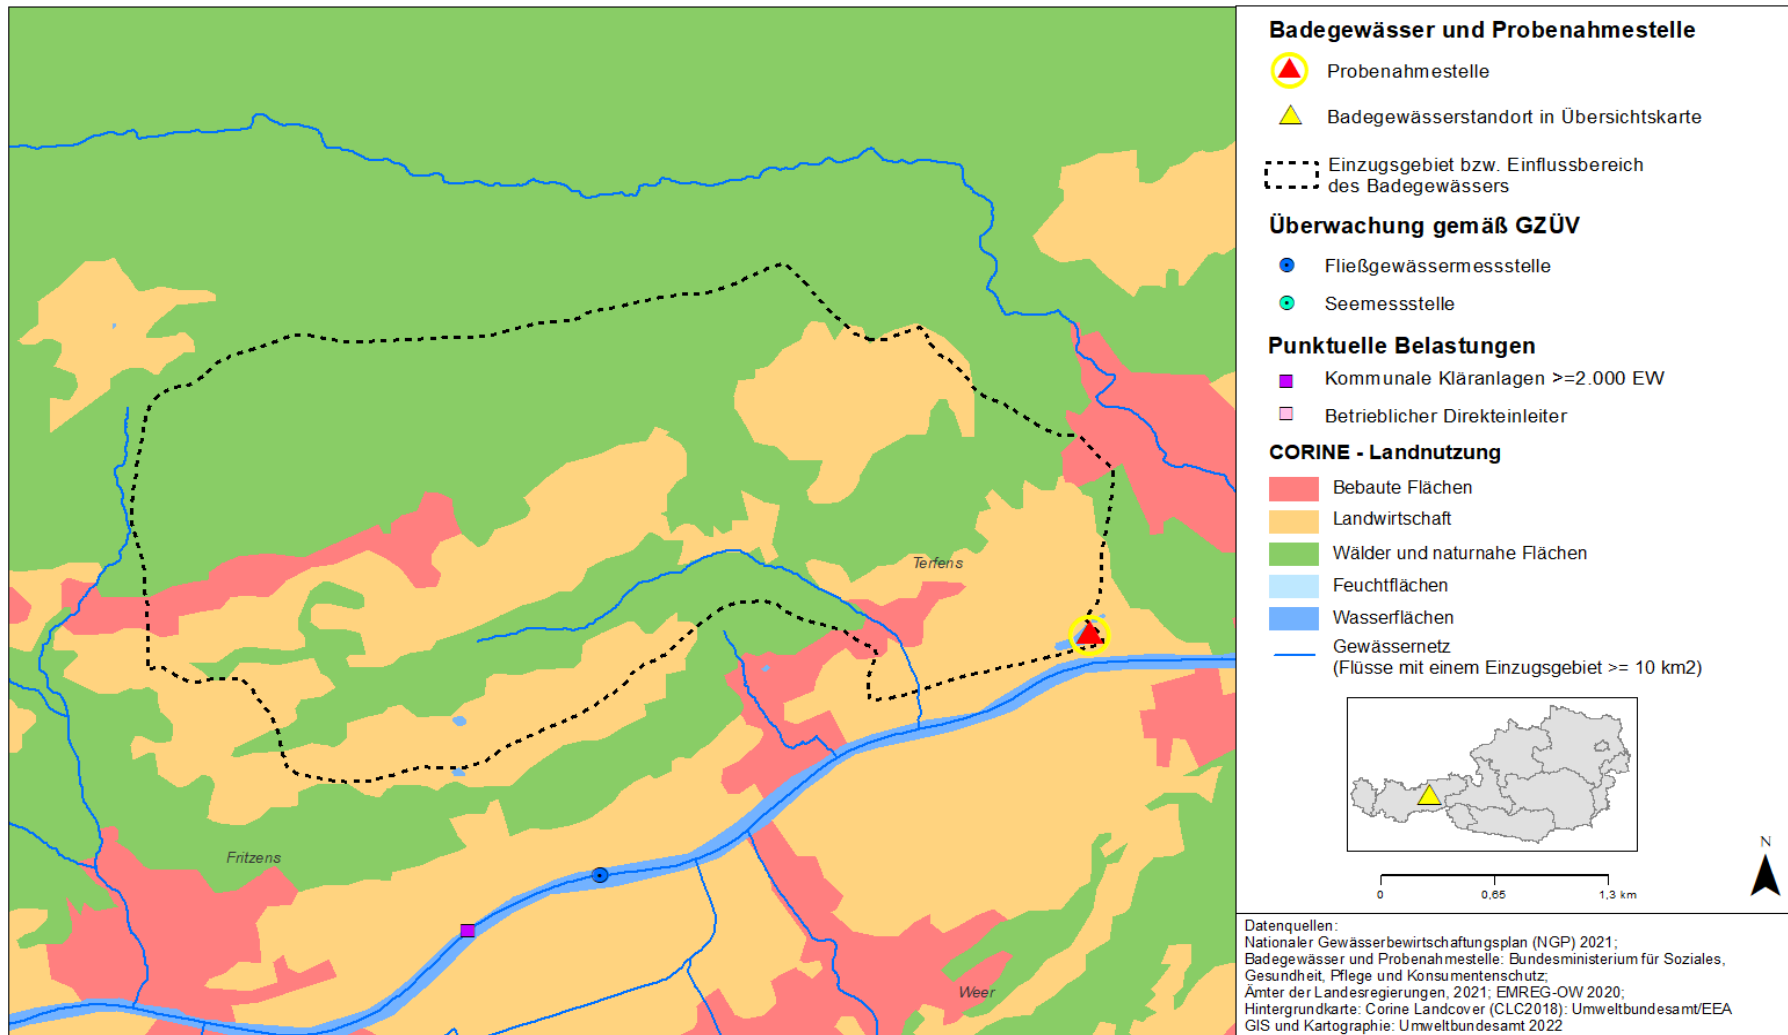 Terfens
Fritzens
Weer
Badegewässer und Probenahmestelle
Probenahmestelle
Badegewässerstandort in Übersichtskarte
Einzugsgebiet bzw. Einflussbereich
des Badegewässers
Überwachung gemäß GZÜV
Fließgewässermessstelle
Seemessstelle
Punktuelle Belastungen
Kommunale Kläranlagen >=2.000 EW
Betrieblicher Direkteinleiter
CORINE - Landnutzung
Bebaute Flächen
Landwirtschaft
Wälder und naturnahe Flächen
Feuchtflächen
Wasserflächen
Gewässernetz
(Flüsse mit einem Einzugsgebiet >= 10 km2)
N
0 0,65 1,3 km
Datenquellen:
Nationaler Gewässerbewirtschaftungsplan (NGP) 2021;
Badegewässer und Probenahmestelle: Bundesministerium für Soziales,
Gesundheit, Pflege und Konsumentenschutz;
Ämter der Landesregierungen, 2021; EMREG-OW 2020;
Hintergrundkarte: Corine Landcover (CLC2018): Umweltbundesamt/EEA
GIS und Kartographie: Umweltbundesamt 2022